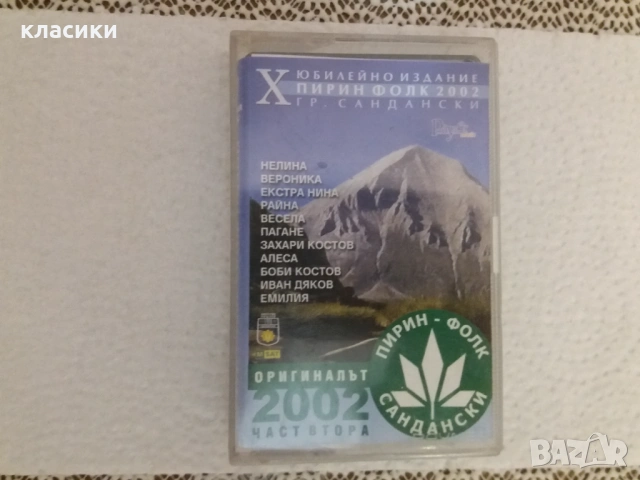 класики
X ЮБИЛЕЙНО ИЗДАНИЕ
ПИРИН ФОЛК 2002
ГР. САНДАНСКИ
НЕЛИНА
ВЕРОНИКА
ЕКСТРА НИНА
РАЙНА
ВЕСЕЛА
ПАГАНЕ
ЗАХАРИ КОСТОВ
АЛЕСА
БОБИ КОСТОВ
ИВАН ДЯКОВ
ЕМИЛИЯ
ОРИГИНАЛЪТ
2002
ЧАСТ ВТОРА
ПИРИН - ФОЛК
САНДАНСКИ
BAZAR